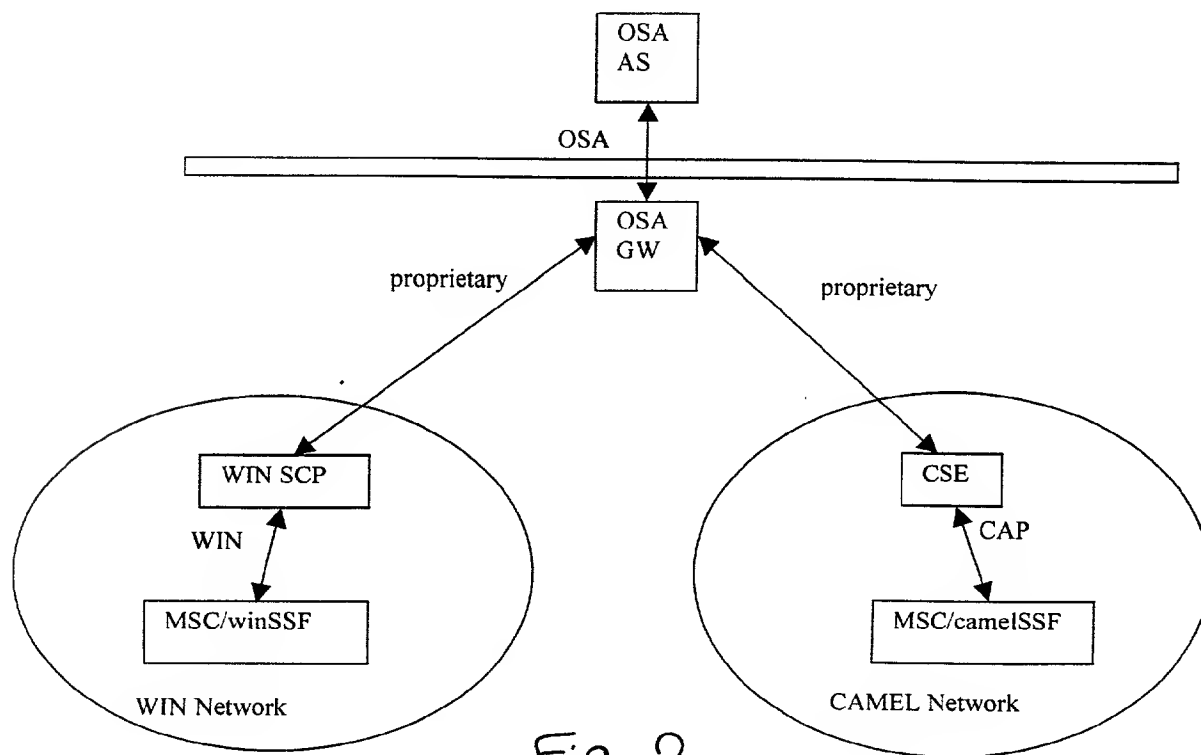 OSA
AS
OSA
OSA
GW
proprietary
proprietary
WIN SCP
CSE
WIN
CAP
MSC/winSSF
MSC/camelSSF
WIN Network
CAMEL Network
Fig. 2